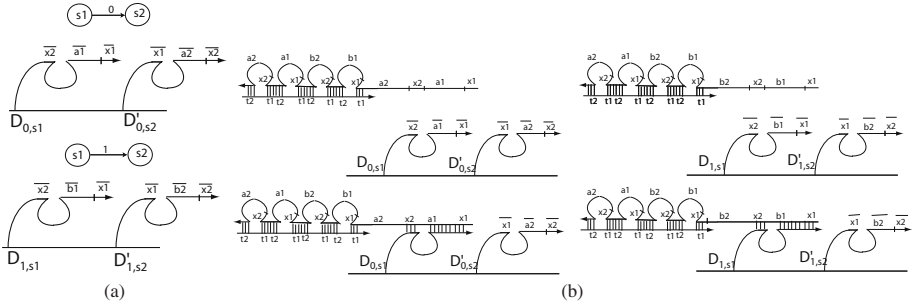 s1 0 s2
x2 a1 x1 x1 a2 x2
D0,s1 D'0,s2
s1 1 s2
x2 b1 x1 x1 b2 x2
D1,s1 D'1,s2
(a)
a2 a1 b2 b1
x2 x1 x2 x1 a2 x2 a1 x1
t2 t1 t2 t1 t2 t1 t2 t1
x2 a1 x1 x1 a2 x2
D0,s1 D'0,s2
a2 a1 b2 b1
x2 x1 x2 x1 a2 x2 a1 x1
t2 t1 t2 t1 t2 t1 t2 t1
x1 a2 x2
D0,s1 D'0,s2
a2 a1 b2 b1
x2 x1 x2 x1 b2 x2 b1 x1
t2 t1 t2 t1 t2 t1 t2 t1
x2 b1 x1 x1 b2 x2
D1,s1 D'1,s2
a2 a1 b2 b1
x2 x1 x2 x1 b2 x2 b1 x1
t2 t1 t2 t1 t2 t1 t2 t1
x1 b2 x2
D1,s1 D'1,s2
(b)